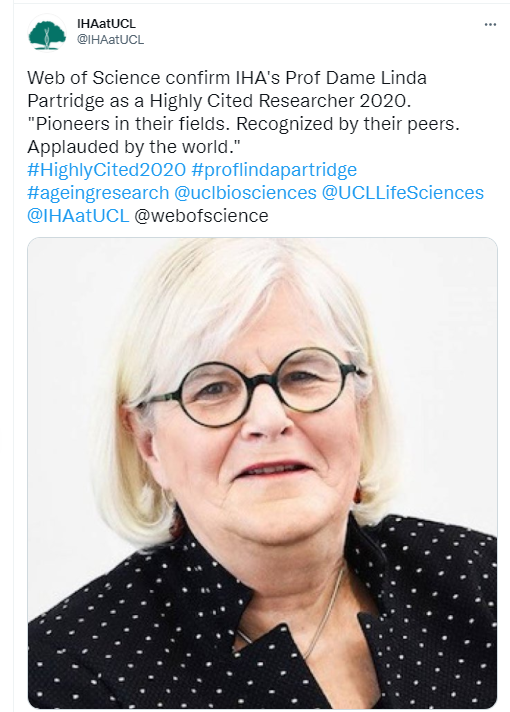 IHAatUCL
@IHAatUCL
Web of Science confirm IHA's Prof Dame Linda
Partridge as a Highly Cited Researcher 2020.
"Pioneers in their fields. Recognized by their peers.
Applauded by the world."
#HighlyCited2020 #proflindapartridge
#ageingresearch @uclbiosciences @UCLLifeSciences
@IHAatUCL @webofscience